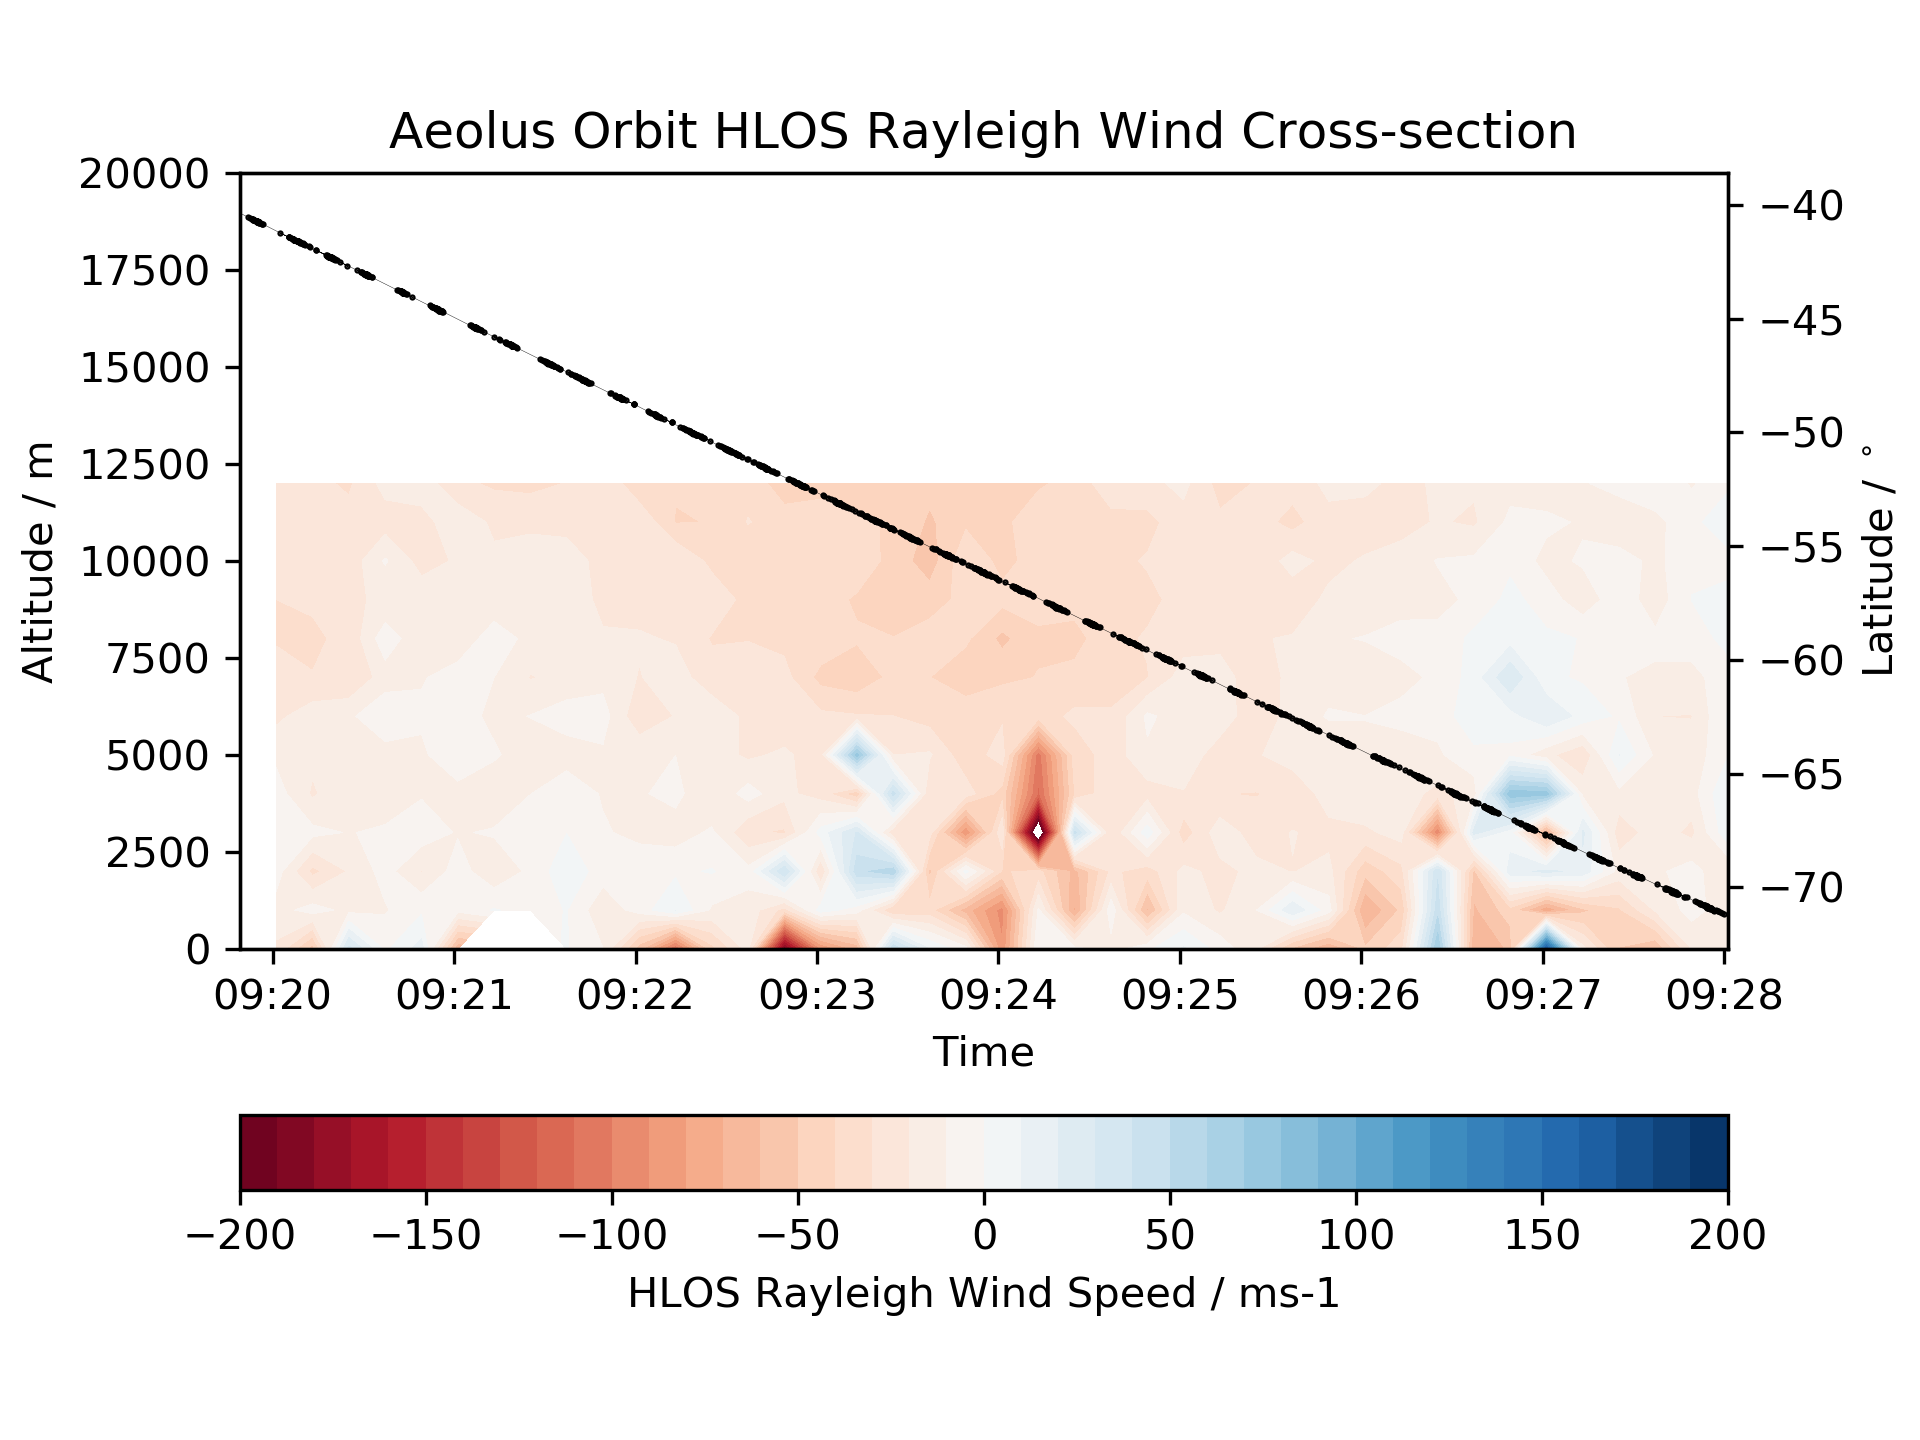 Aeolus Orbit HLOS Rayleigh Wind Cross-section
20000
17500
15000
12500
10000
7500
5000
2500
0
Altitude / m
−40
−45
−50
−55
−60
−65
−70
Latitude / °
09:20 09:21 09:22 09:23 09:24 09:25 09:26 09:27 09:28
Time
−200 −150 −100 −50 0 50 100 150 200
HLOS Rayleigh Wind Speed / ms-1